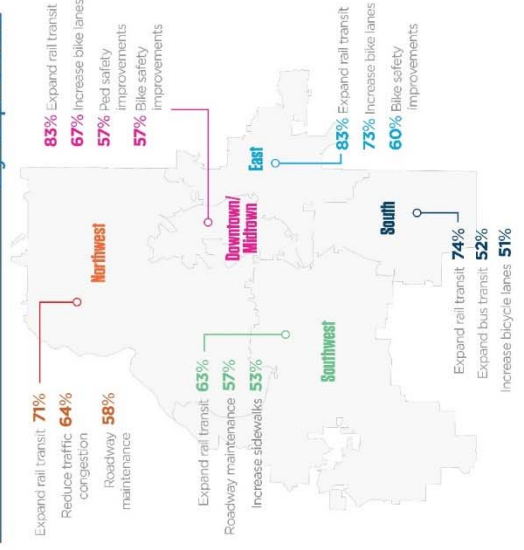 83% Expand rail transit
67% Increase bike lanes
57% Ped safety
improvements
57% Bike safety
improvements
Expand rail transit 71%
Reduce traffic 64%
congestion
Roadway 58%
maintenance
Northwest
Downtown/
Midtown
East
83% Expand rail transit
73% Increase bike lanes
60% Bike safety
improvements
Expand rail transit 63%
Roadway maintenance 57%
Increase sidewalks 53%
Southwest
South
Expand rail transit 74%
Expand bus transit 52%
Increase bicycle lanes 51%